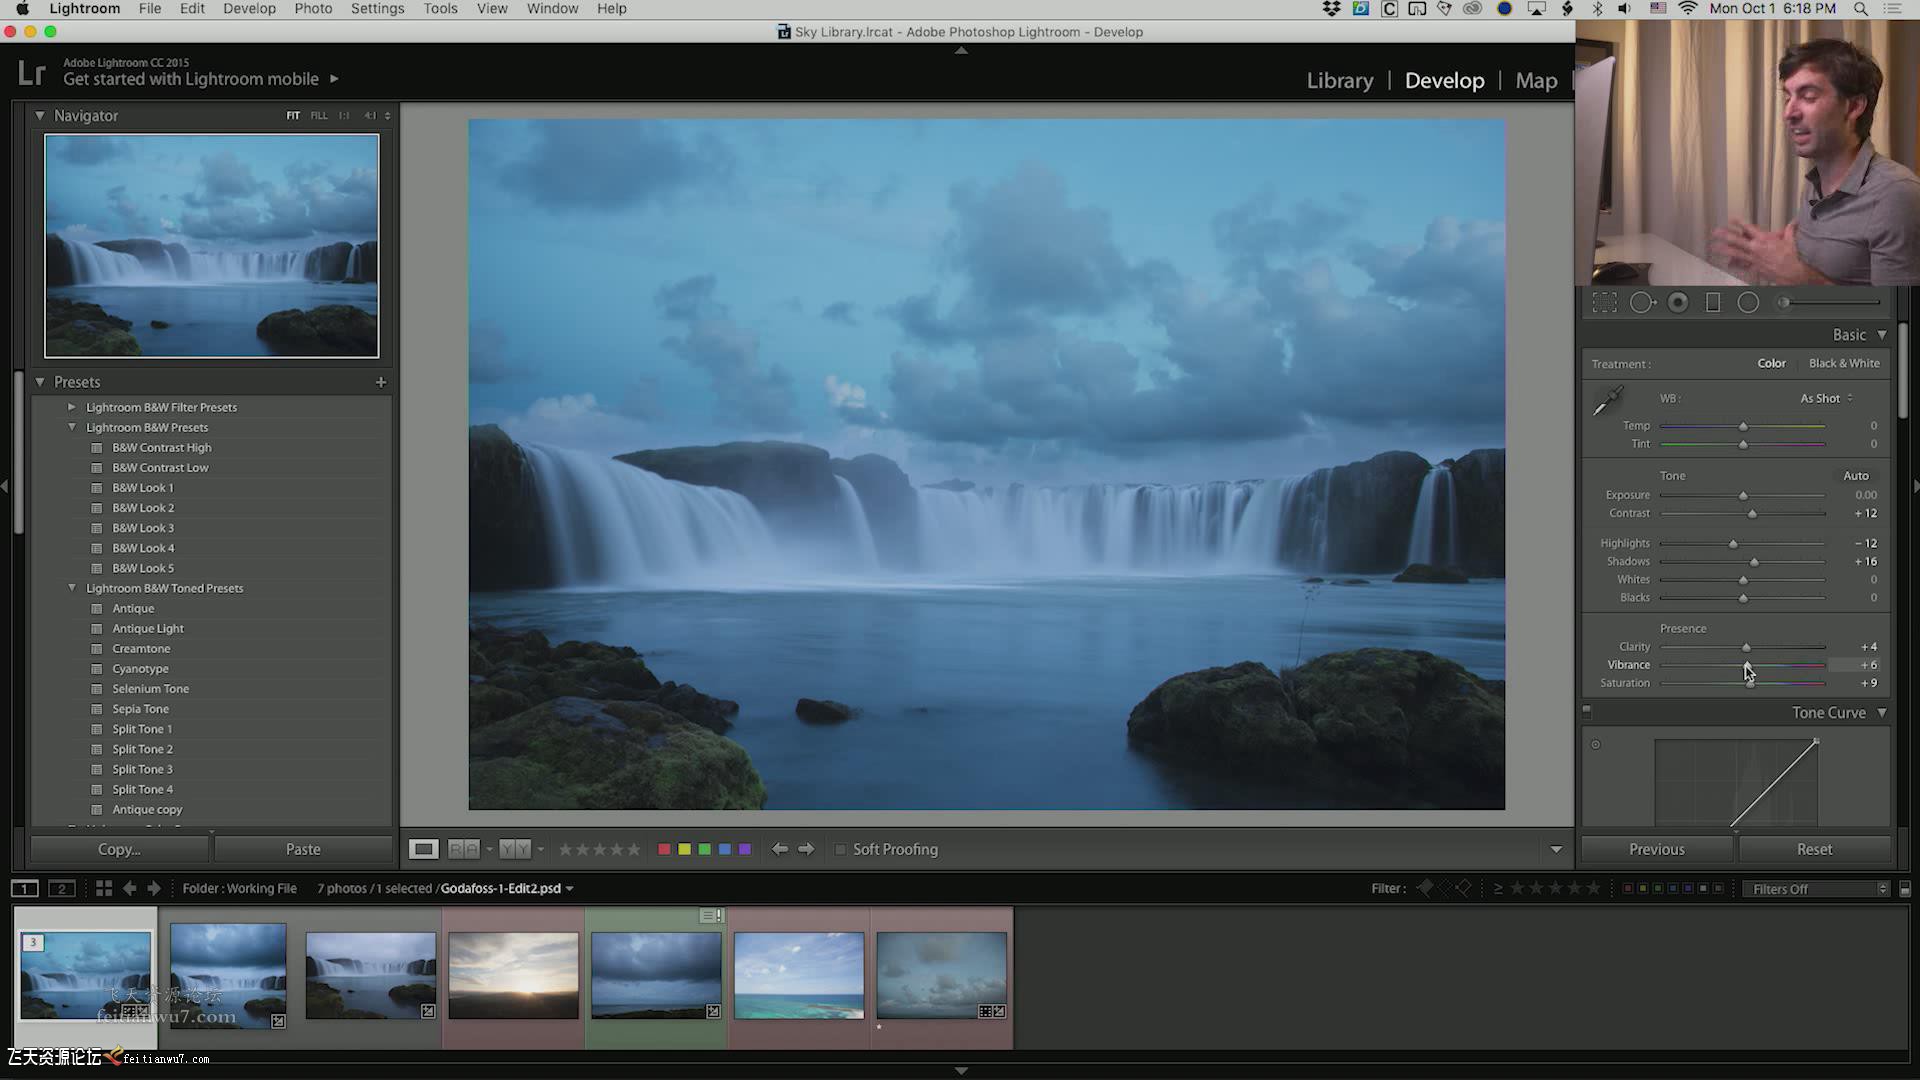 Lightroom File Edit Develop Photo Settings Tools View Window Help Mon Oct 1 6:18 PM
Sky Library.lrcat - Adobe Photoshop Lightroom - Develop
Lr
Adobe Lightroom CC 2015
Get started with Lightroom mobile
Library | Develop | Map
Navigator FIT FILL 1:1 4:1
Presets +
Lightroom B&W Filter Presets
Lightroom B&W Presets
B&W Contrast High
B&W Contrast Low
B&W Look 1
B&W Look 2
B&W Look 3
B&W Look 4
B&W Look 5
Lightroom B&W Toned Presets
Antique
Antique Light
Creamtone
Cyanotype
Selenium Tone
Sepia Tone
Split Tone 1
Split Tone 2
Split Tone 3
Split Tone 4
Antique copy
Copy... Paste
Soft Proofing
Basic
Treatment : Color Black & White
WB : As Shot
Temp 0
Tint 0
Tone Auto
Exposure 0.00
Contrast + 12
Highlights − 12
Shadows + 16
Whites 0
Blacks 0
Presence
Clarity + 4
Vibrance + 6
Saturation + 9
Tone Curve
Previous Reset
1 2 Folder : Working File 7 photos / 1 selected / Godafoss-1-Edit2.psd Filter : ≥ Filters Off
3
飞天资源论坛
feitianwu7.com
飞天资源论坛 feitianwu7.com